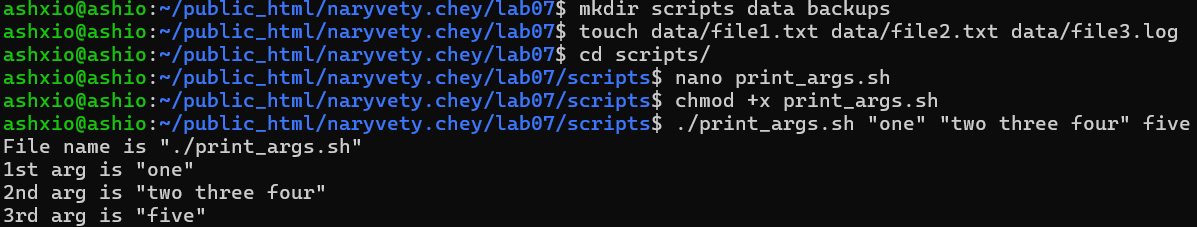 ashxio@ashio:~/public_html/naryvety.chey/lab07$ mkdir scripts data backups
ashxio@ashio:~/public_html/naryvety.chey/lab07$ touch data/file1.txt data/file2.txt data/file3.log
ashxio@ashio:~/public_html/naryvety.chey/lab07$ cd scripts/
ashxio@ashio:~/public_html/naryvety.chey/lab07/scripts$ nano print_args.sh
ashxio@ashio:~/public_html/naryvety.chey/lab07/scripts$ chmod +x print_args.sh
ashxio@ashio:~/public_html/naryvety.chey/lab07/scripts$ ./print_args.sh "one" "two three four" five
File name is "./print_args.sh"
1st arg is "one"
2nd arg is "two three four"
3rd arg is "five"